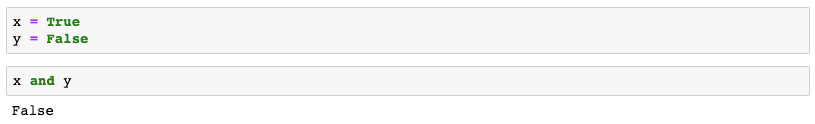 x = True
y = False
x and y
False